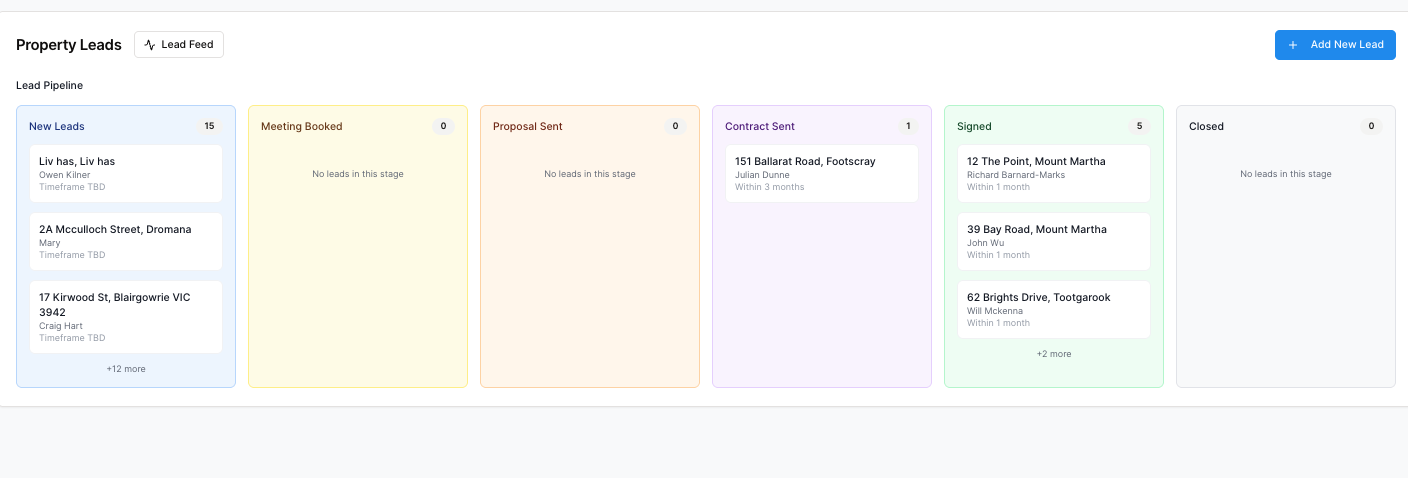 Property Leads
Lead Feed
Add New Lead
Lead Pipeline
New Leads
15
Liv has, Liv has
Owen Kilner
Timeframe TBD
2A Mcculloch Street, Dromana
Mary
Timeframe TBD
17 Kirwood St, Blairgowrie VIC
3942
Craig Hart
Timeframe TBD
+12 more
Meeting Booked
0
No leads in this stage
Proposal Sent
0
No leads in this stage
Contract Sent
1
151 Ballarat Road, Footscray
Julian Dunne
Within 3 months
Signed
5
12 The Point, Mount Martha
Richard Barnard-Marks
Within 1 month
39 Bay Road, Mount Martha
John Wu
Within 1 month
62 Brights Drive, Tootgarook
Will Mckenna
Within 1 month
+2 more
Closed
0
No leads in this stage